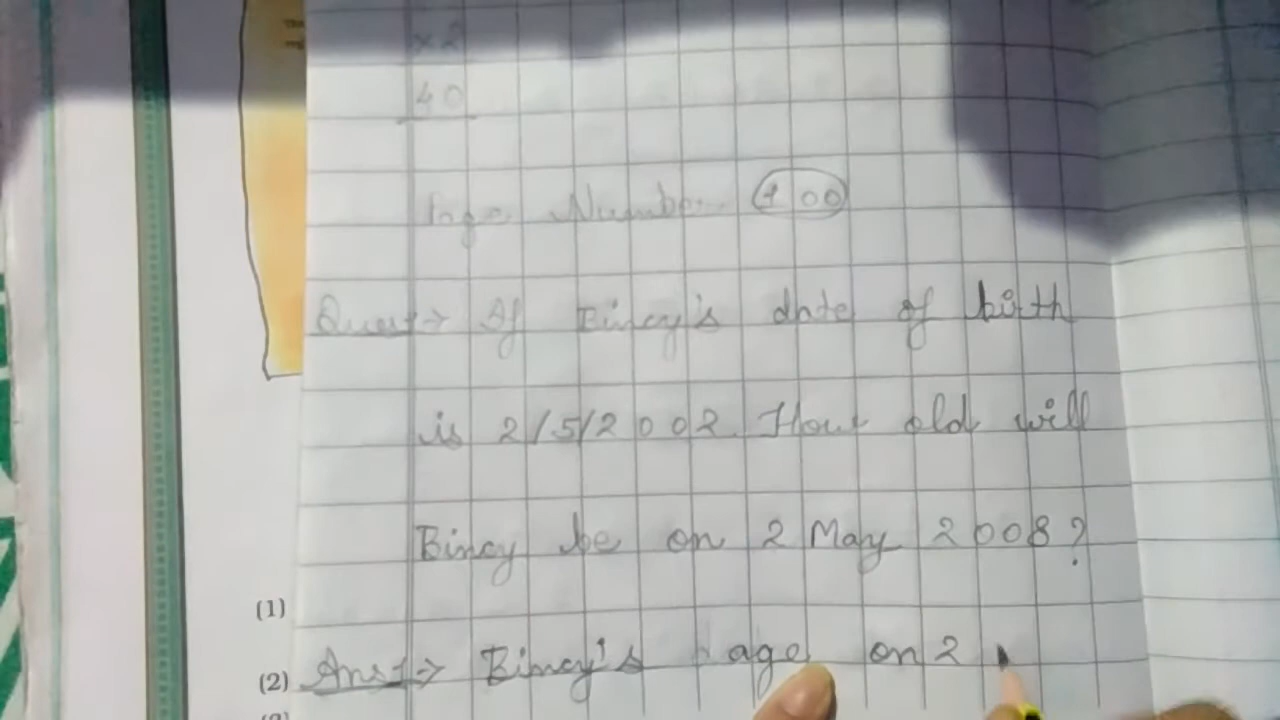 ×2
40
Page Number 100
Ques → If Bincy's date of birth
is 2/5/2002. How old will
Bincy be on 2 May 2008?
(1)
(2) Ans → Bincy's age on 2